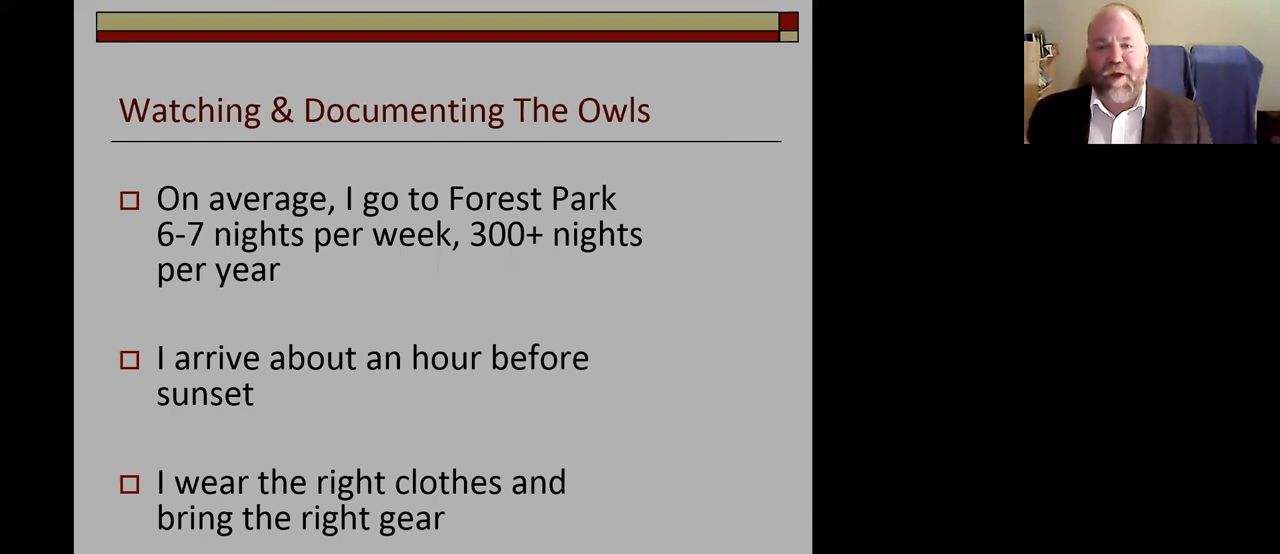 Watching & Documenting The Owls
On average, I go to Forest Park
6-7 nights per week, 300+ nights
per year
I arrive about an hour before
sunset
I wear the right clothes and
bring the right gear